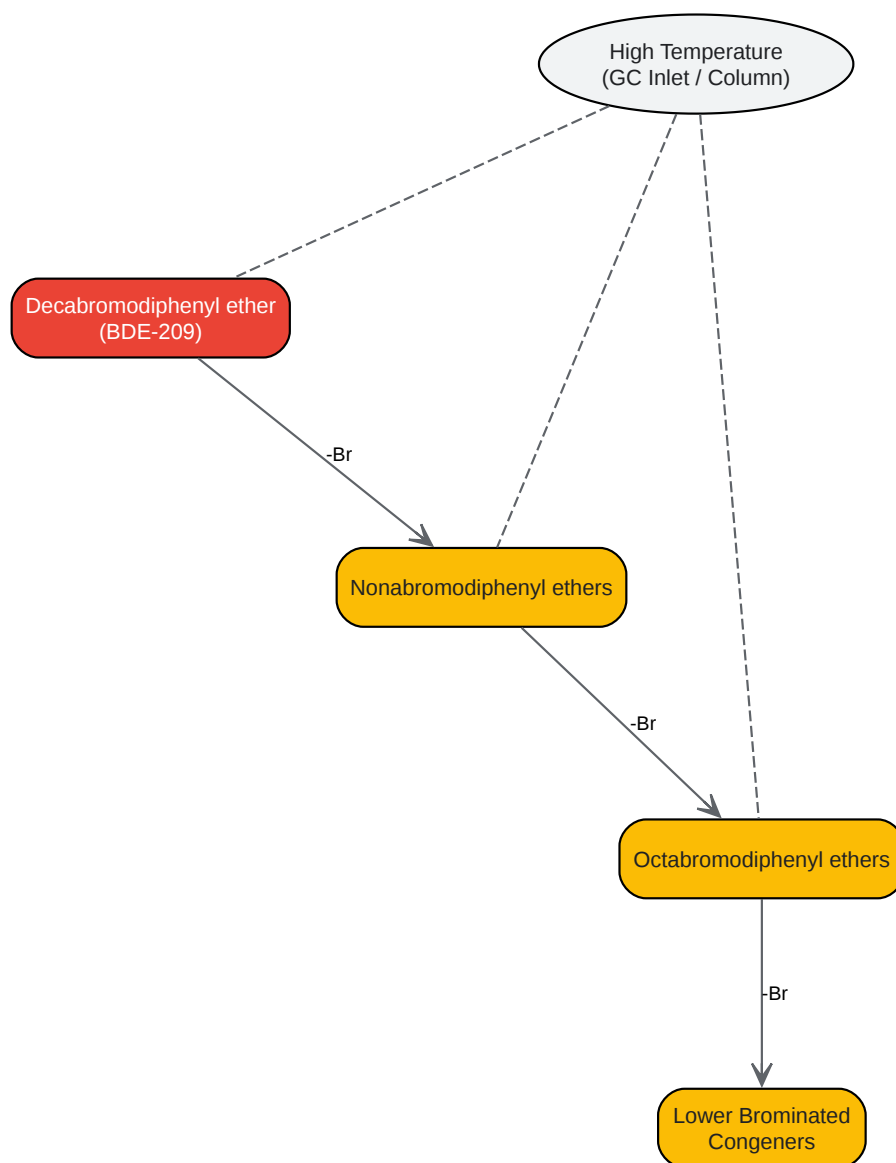 High Temperature
(GC Inlet / Column)
Decabromodiphenyl ether
(BDE-209)
-Br
Nonabromodiphenyl ethers
-Br
Octabromodiphenyl ethers
-Br
Lower Brominated
Congeners